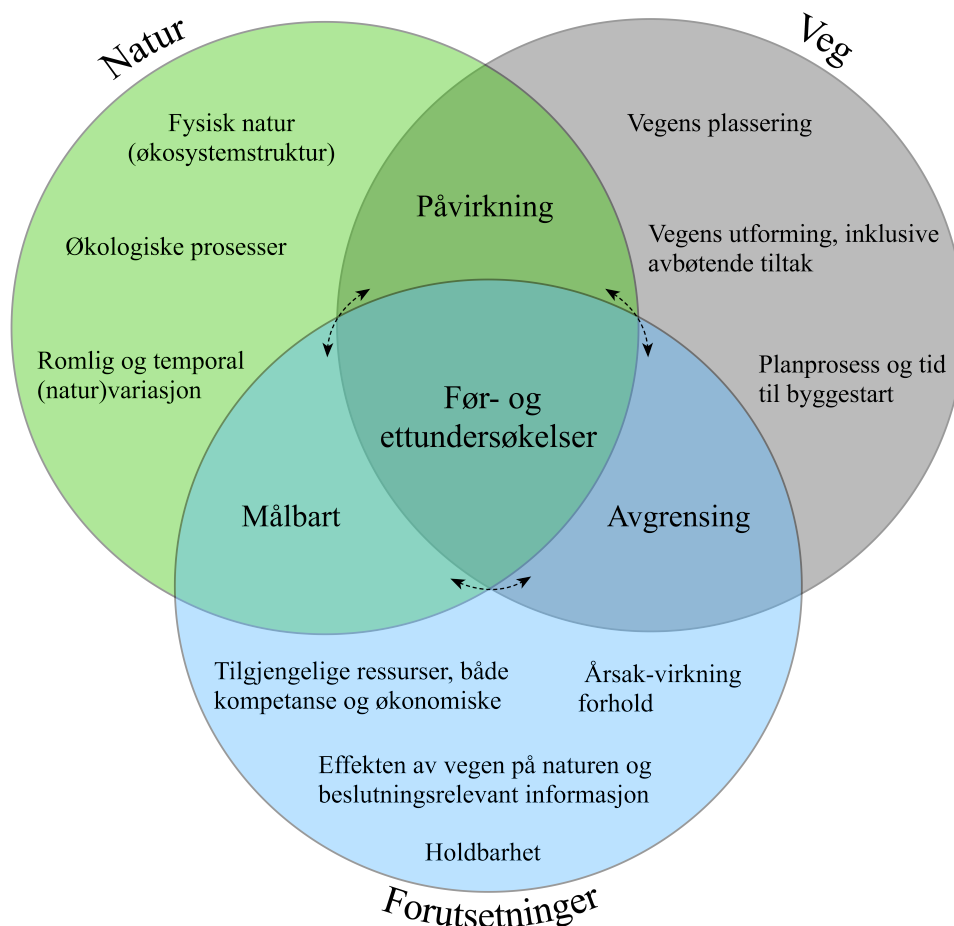 Natur
Veg
Fysisk natur
(økosystemstruktur)
Vegens plassering
Påvirkning
Økologiske prosesser
Vegens utforming, inklusive
avbøtende tiltak
Romlig og temporal
(natur)variasjon
Planprosess og tid
til byggestart
Før- og
ettundersøkelser
Målbart
Avgrensing
Tilgjengelige ressurser, både
kompetanse og økonomiske
Årsak-virkning
forhold
Effekten av vegen på naturen og
beslutningsrelevant informasjon
Holdbarhet
Forutsetninger